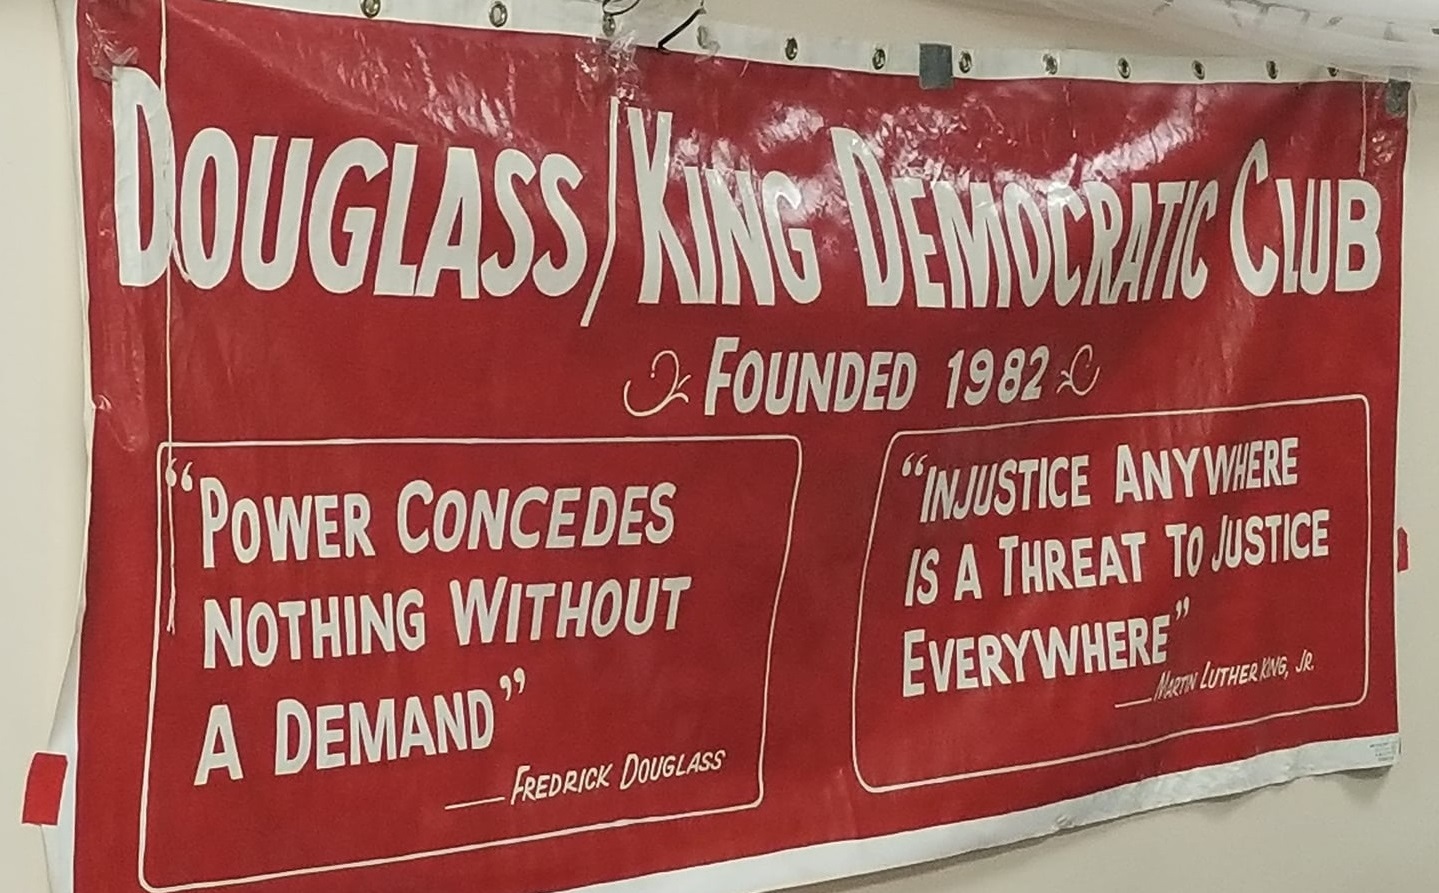 DOUGLASS/KING DEMOCRATIC CLUB
FOUNDED 1982
“POWER CONCEDES
NOTHING WITHOUT
A DEMAND”
—FREDRICK DOUGLASS
“INJUSTICE ANYWHERE
IS A THREAT TO JUSTICE
EVERYWHERE”
—MARTIN LUTHER KING, JR.